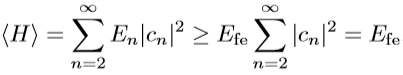 ⟨H⟩ = ∑_{n=2}^{∞} E_n|c_n|² ≥ E_fe ∑_{n=2}^{∞} |c_n|² = E_fe